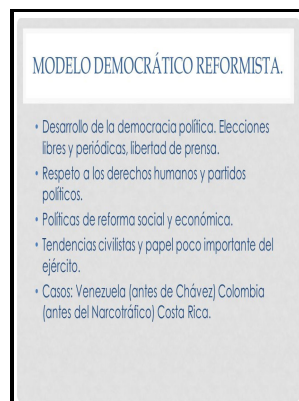 MODELO DEMOCRÁTICO REFORMISTA.
• Desarrollo de la democracia política. Elecciones
libres y periódicas, libertad de prensa.
• Respeto a los derechos humanos y partidos
políticos.
• Políticas de reforma social y económica.
• Tendencias civilistas y papel poco importante del
ejército.
• Casos: Venezuela (antes de Chávez) Colombia
(antes del Narcotráfico) Costa Rica.